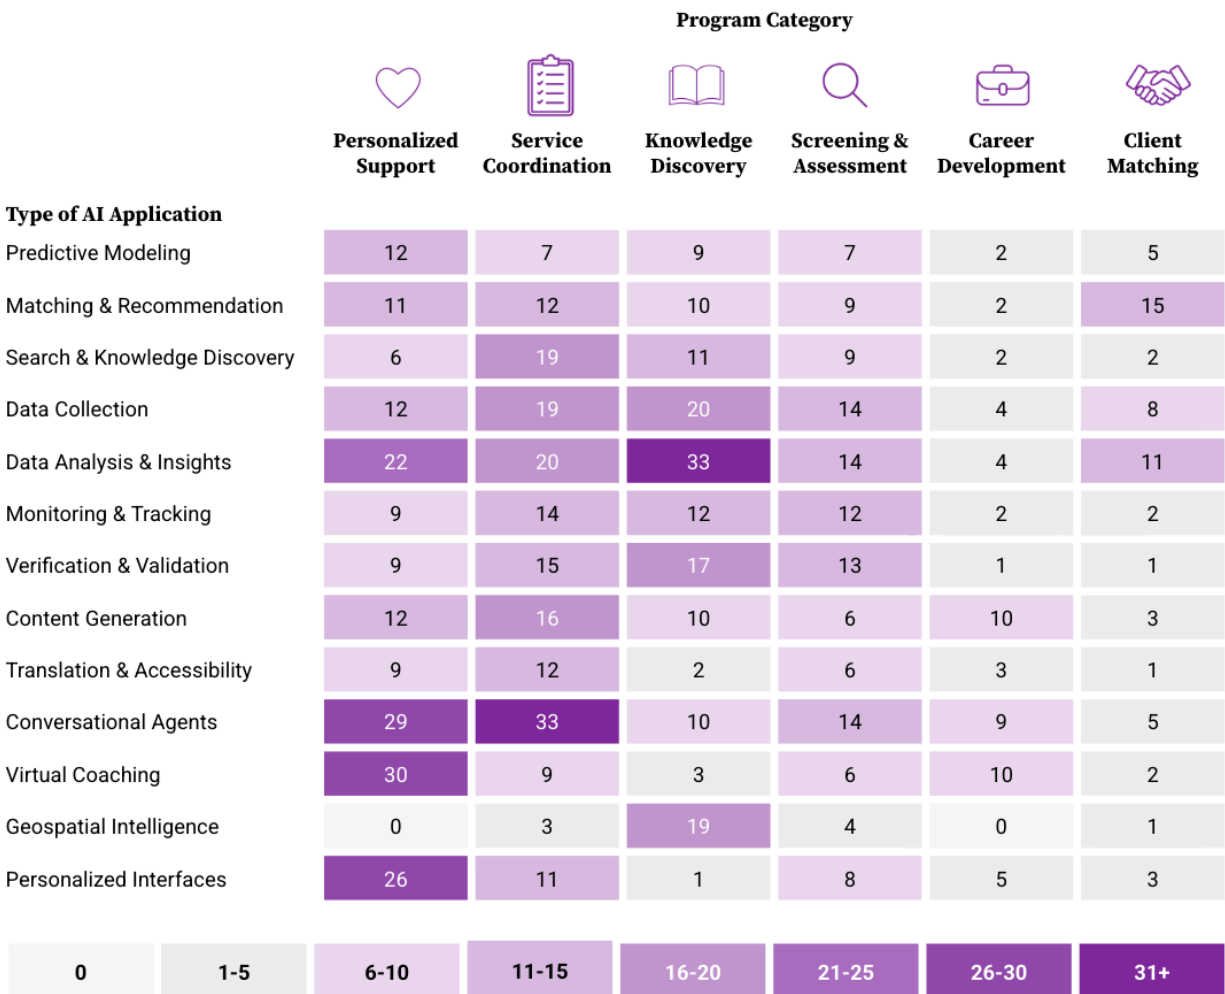 Program Category
Personalized Support
Service Coordination
Knowledge Discovery
Screening & Assessment
Career Development
Client Matching
Type of AI Application
Predictive Modeling 12 7 9 7 2 5
Matching & Recommendation 11 12 10 9 2 15
Search & Knowledge Discovery 6 19 11 9 2 2
Data Collection 12 19 20 14 4 8
Data Analysis & Insights 22 20 33 14 4 11
Monitoring & Tracking 9 14 12 12 2 2
Verification & Validation 9 15 17 13 1 1
Content Generation 12 16 10 6 10 3
Translation & Accessibility 9 12 2 6 3 1
Conversational Agents 29 33 10 14 9 5
Virtual Coaching 30 9 3 6 10 2
Geospatial Intelligence 0 3 19 4 0 1
Personalized Interfaces 26 11 1 8 5 3
0 1-5 6-10 11-15 16-20 21-25 26-30 31+